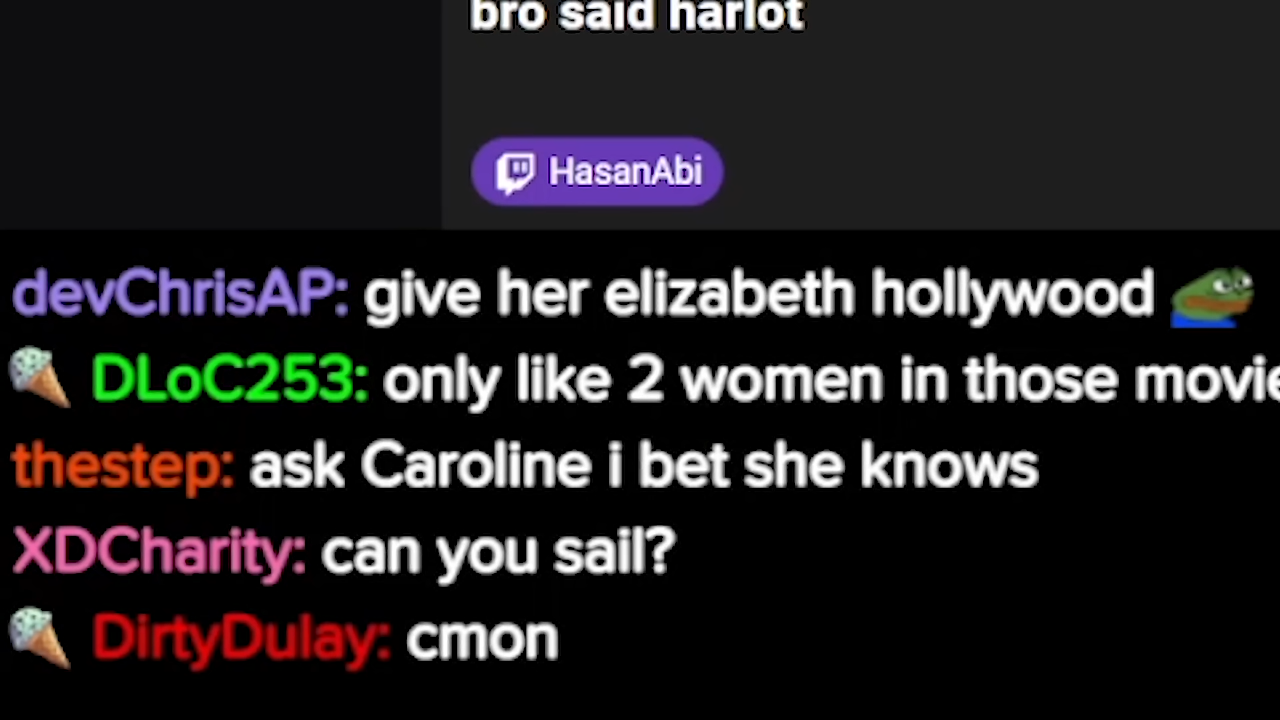 bro said harlot
HasanAbi
devChrisAP: give her elizabeth hollywood
DLoC253: only like 2 women in those movie
thestep: ask Caroline i bet she knows
XDCharity: can you sail?
DirtyDulay: cmon